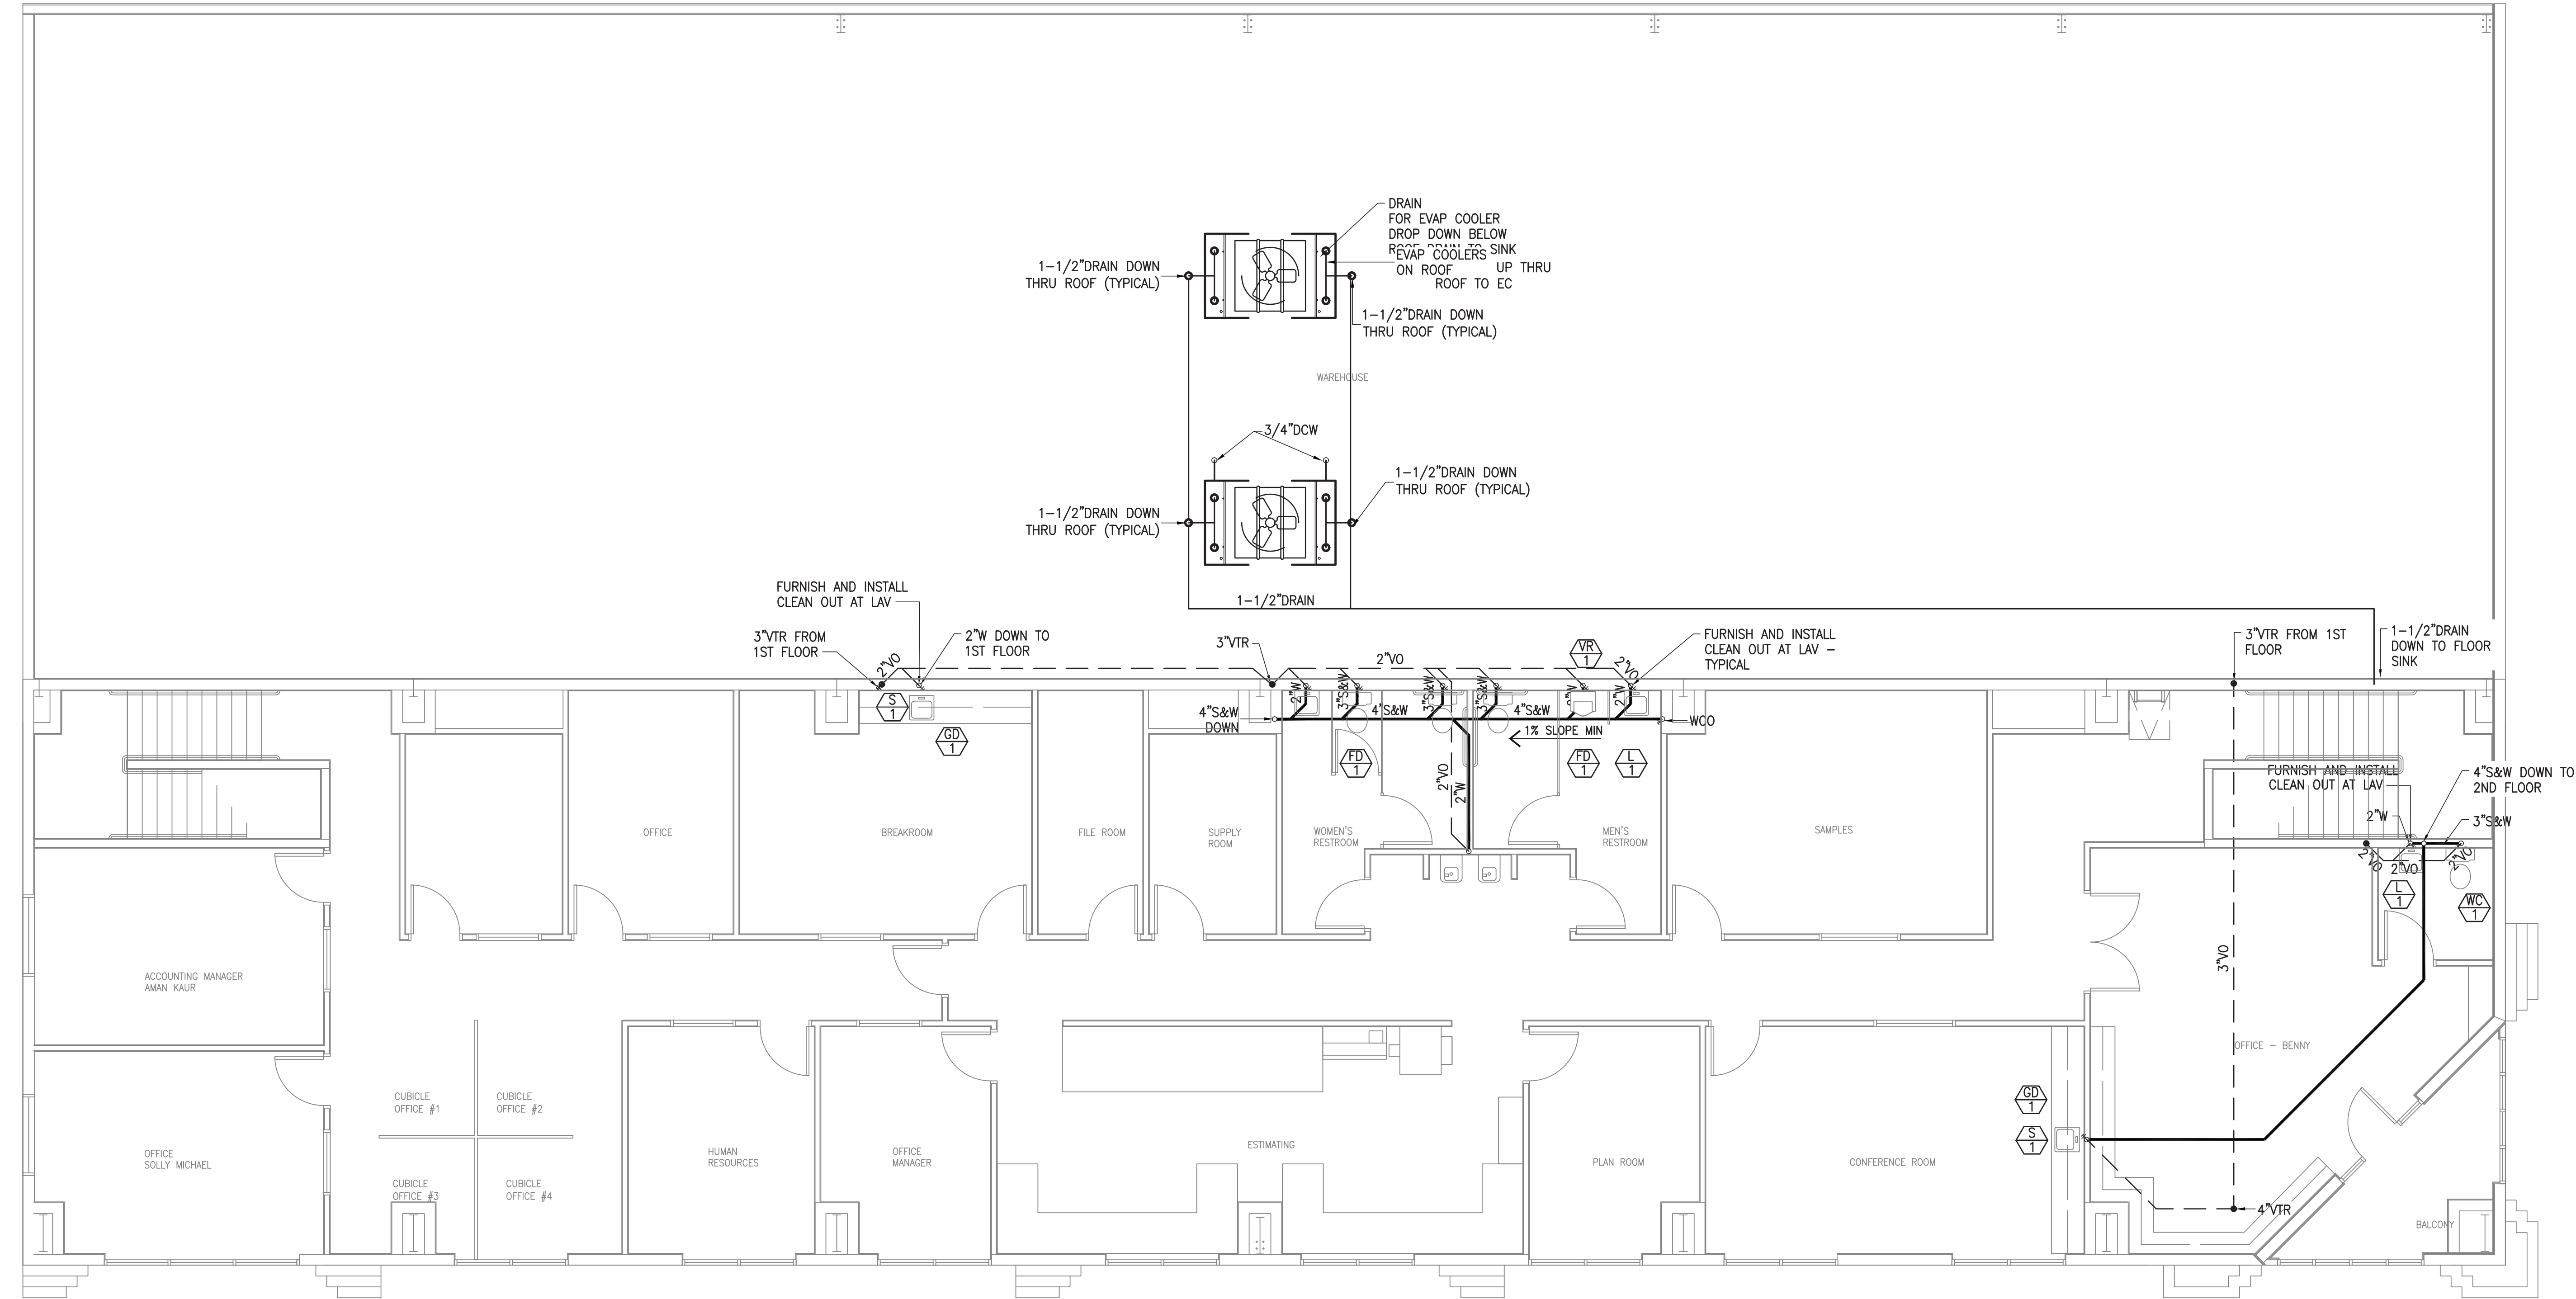 DRAIN
FOR EVAP COOLER
DROP DOWN BELOW
ROOF DRAIN TO SINK
EVAP COOLERS
ON ROOF UP THRU
ROOF TO EC
1-1/2"DRAIN DOWN
THRU ROOF (TYPICAL)
1-1/2"DRAIN DOWN
THRU ROOF (TYPICAL)
WAREHOUSE
3/4"DCW
1-1/2"DRAIN DOWN
THRU ROOF (TYPICAL)
1-1/2"DRAIN DOWN
THRU ROOF (TYPICAL)
1-1/2"DRAIN
FURNISH AND INSTALL
CLEAN OUT AT LAV
3"VTR FROM
1ST FLOOR
2"VO
2"W DOWN TO
1ST FLOOR
3"VTR
2"VO
VR
1
2"VO
FURNISH AND INSTALL
CLEAN OUT AT LAV -
TYPICAL
3"VTR FROM 1ST
FLOOR
1-1/2"DRAIN
DOWN TO FLOOR
SINK
S
1
GD
1
4"S&W
DOWN
2"W
3"S&W
4"S&W
3"S&W
3"S&W
4"S&W
2"W
2"W
WCO
1% SLOPE MIN
FD
1
FD
1
L
1
2"VO
2"W
FURNISH AND INSTALL
CLEAN OUT AT LAV
4"S&W DOWN TO
2ND FLOOR
2"W
3"S&W
2"VO
2"VO
2"VO
L
1
WC
1
OFFICE
BREAKROOM
FILE ROOM
SUPPLY
ROOM
WOMEN'S
RESTROOM
MEN'S
RESTROOM
SAMPLES
ACCOUNTING MANAGER
AMAN KAUR
3"VO
OFFICE - BENNY
CUBICLE
OFFICE #1
CUBICLE
OFFICE #2
GD
1
S
1
OFFICE
SOLLY MICHAEL
CUBICLE
OFFICE #3
CUBICLE
OFFICE #4
HUMAN
RESOURCES
OFFICE
MANAGER
ESTIMATING
PLAN ROOM
CONFERENCE ROOM
4"VTR
BALCONY